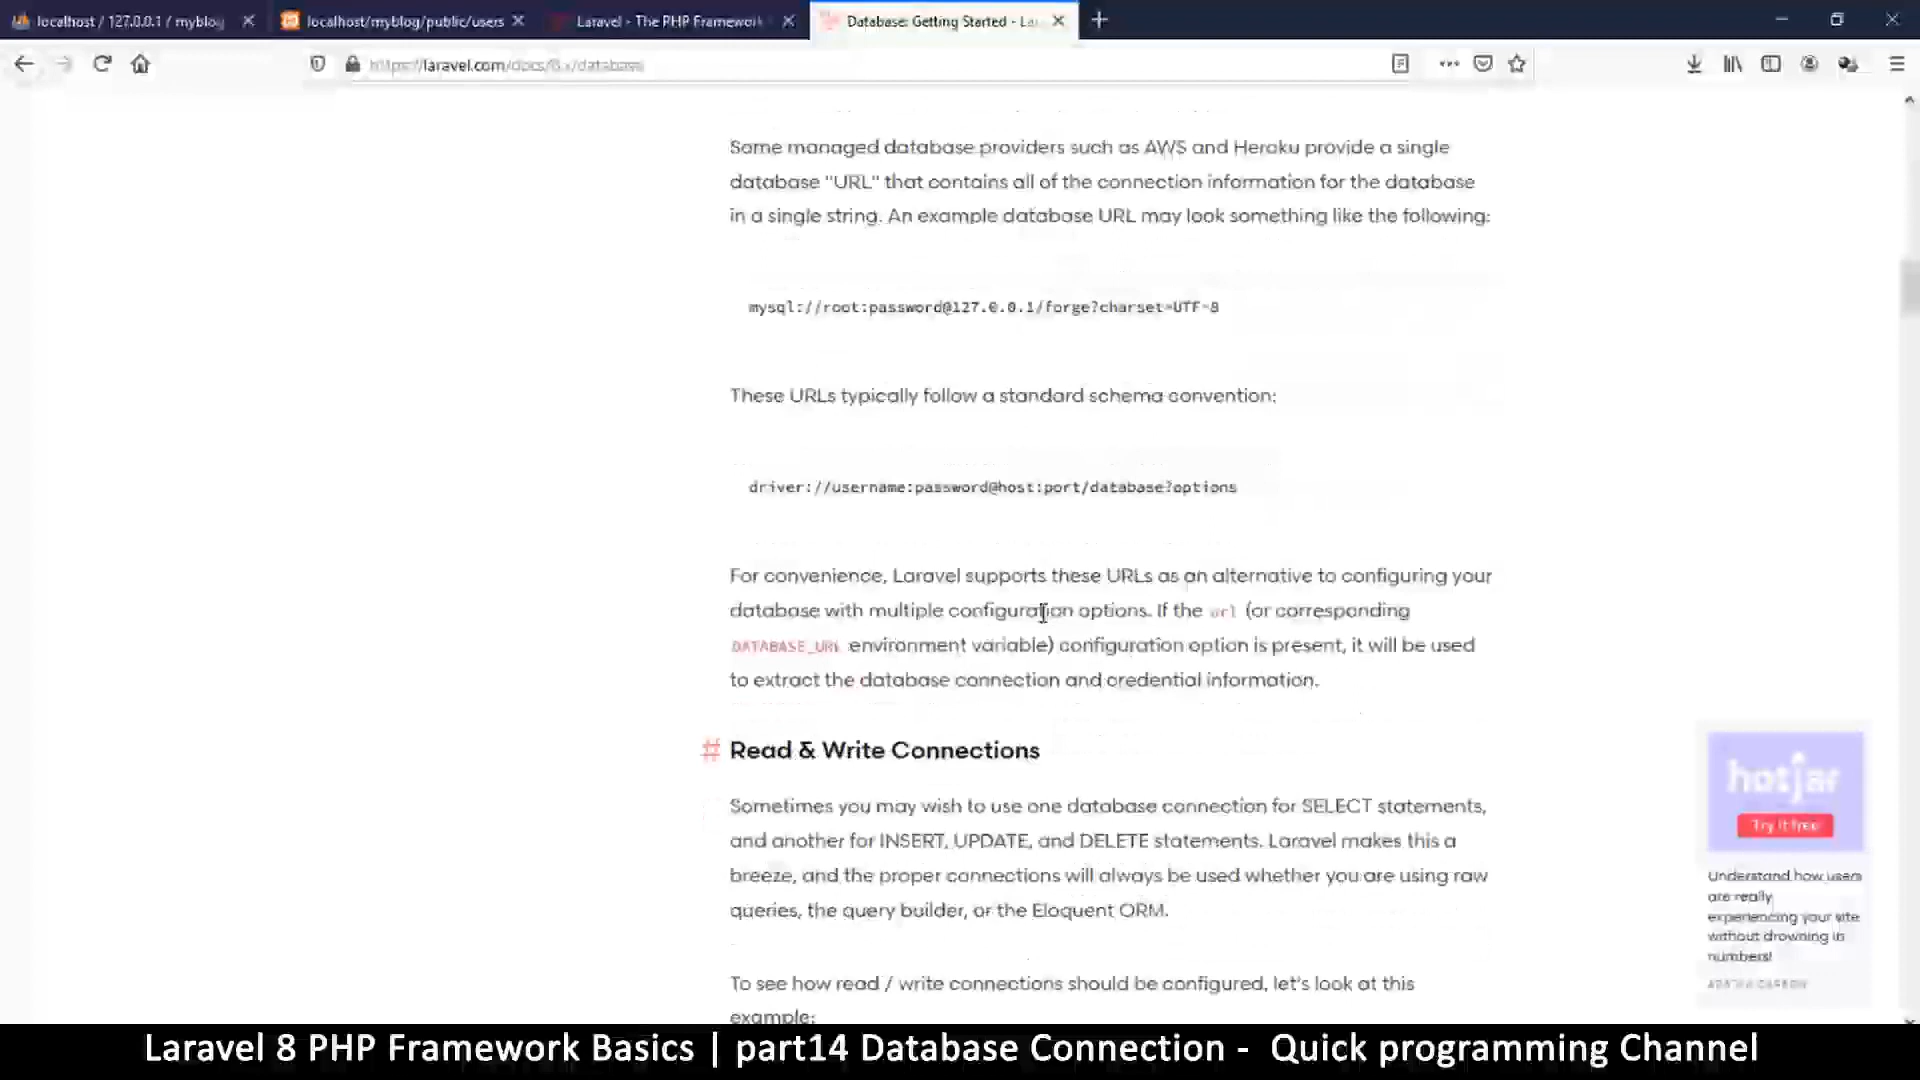 localhost / 127.0.0.1 / myblog
localhost/myblog/public/users
Laravel - The PHP Framework
Database: Getting Started - La
https://laravel.com/docs/8.x/database
Some managed database providers such as AWS and Heroku provide a single
database "URL" that contains all of the connection information for the database
in a single string. An example database URL may look something like the following:
mysql://root:password@127.0.0.1/forge?charset=UTF-8
These URLs typically follow a standard schema convention:
driver://username:password@host:port/database?options
For convenience, Laravel supports these URLs as an alternative to configuring your
database with multiple configuration options. If the url (or corresponding
DATABASE_URL environment variable) configuration option is present, it will be used
to extract the database connection and credential information.
# Read & Write Connections
Sometimes you may wish to use one database connection for SELECT statements,
and another for INSERT, UPDATE, and DELETE statements. Laravel makes this a
breeze, and the proper connections will always be used whether you are using raw
queries, the query builder, or the Eloquent ORM.
To see how read / write connections should be configured, let's look at this
example:
hotjar
Try it free
Understand how users
are really
experiencing your site
without drowning in
numbers!
Laravel 8 PHP Framework Basics | part14 Database Connection - Quick programming Channel